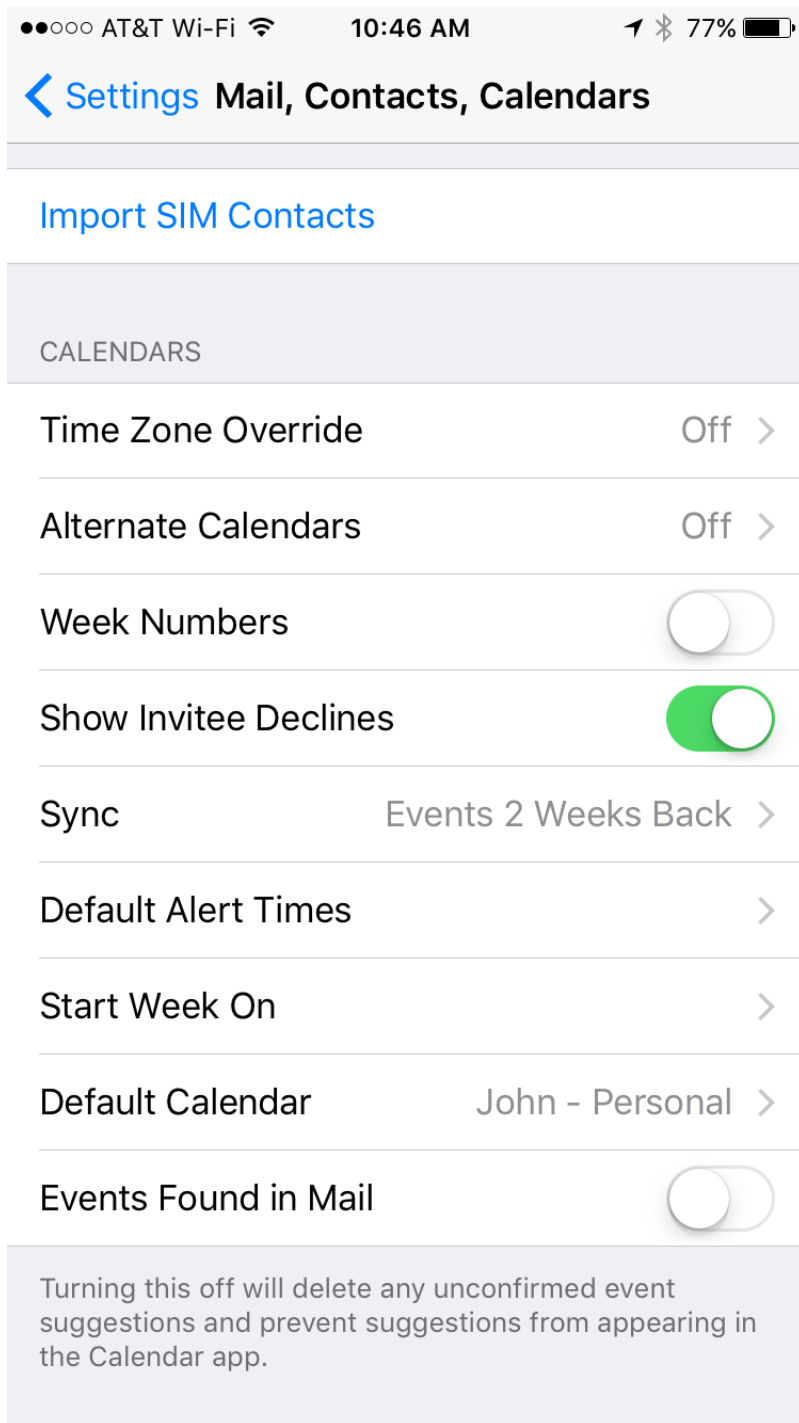 AT&T Wi-Fi 10:46 AM 77%
Settings Mail, Contacts, Calendars
Import SIM Contacts
CALENDARS
Time Zone Override Off
Alternate Calendars Off
Week Numbers
Show Invitee Declines
Sync Events 2 Weeks Back
Default Alert Times
Start Week On
Default Calendar John - Personal
Events Found in Mail
Turning this off will delete any unconfirmed event
suggestions and prevent suggestions from appearing in
the Calendar app.